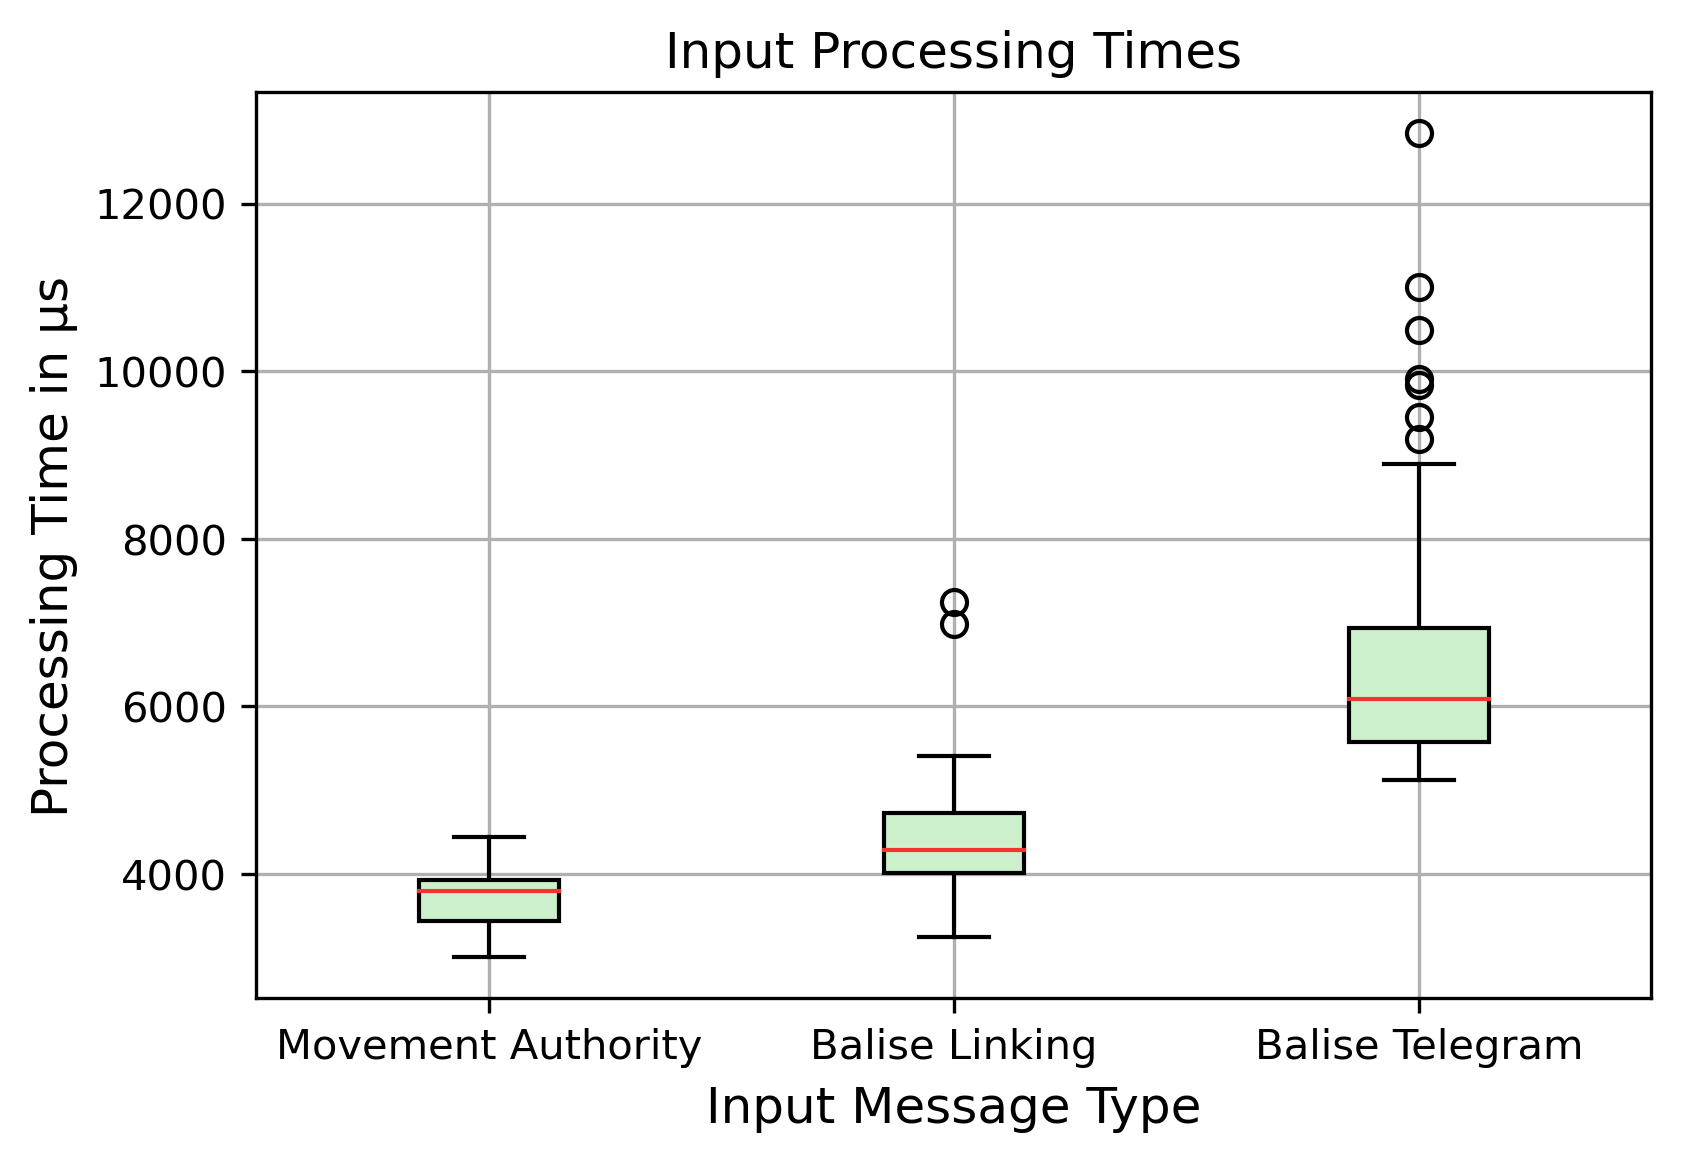 Input Processing Times
Processing Time in µs
12000
10000
8000
6000
4000
Movement Authority
Balise Linking
Balise Telegram
Input Message Type